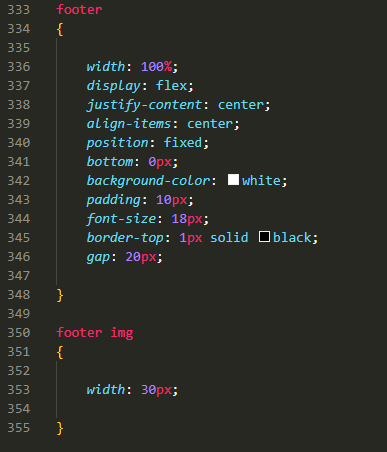 333 footer
334 {
335
336 width: 100%;
337 display: flex;
338 justify-content: center;
339 align-items: center;
340 position: fixed;
341 bottom: 0px;
342 background-color: white;
343 padding: 10px;
344 font-size: 18px;
345 border-top: 1px solid black;
346 gap: 20px;
347
348 }
349
350 footer img
351 {
352
353 width: 30px;
354
355 }